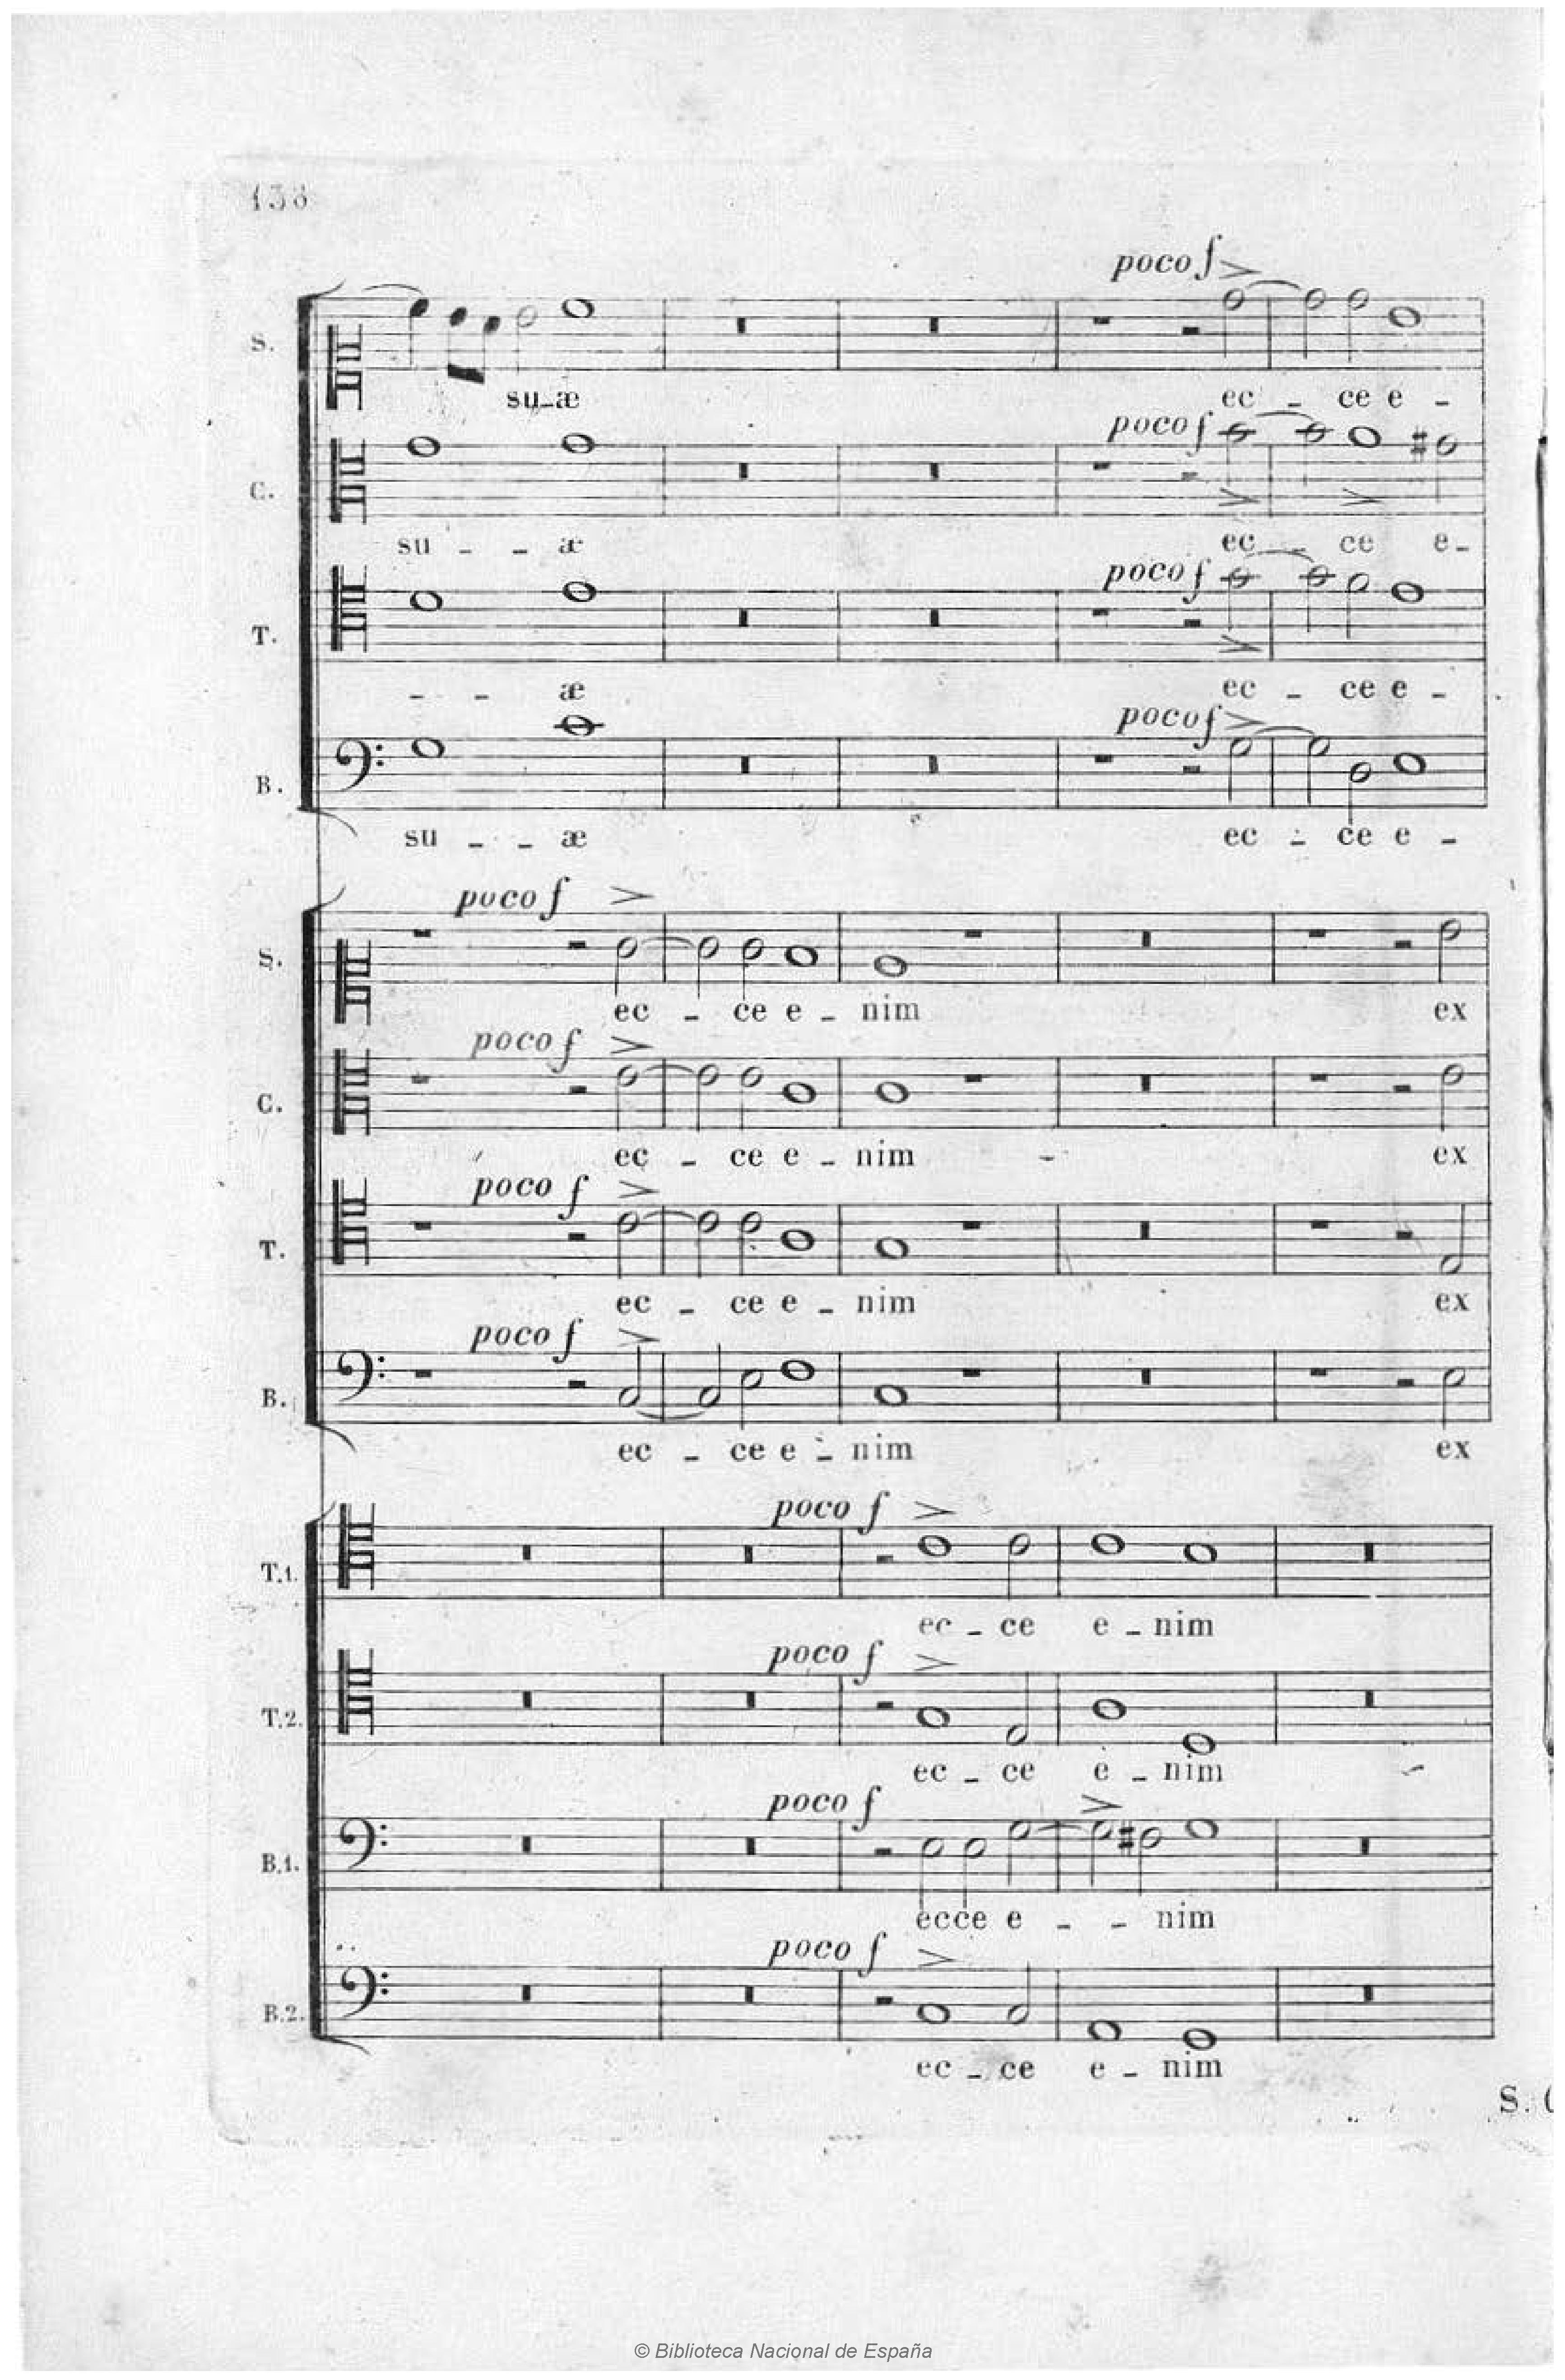 138
poco f
S.
su_æ ec _ ce e _
poco f
C.
su _ _ æ ec _ ce e_
poco f
T.
_ _ æ ec _ ce e _
poco f
B.
su _ _ æ ec _ ce e _
poco f
S.
ec _ ce e _ nim ex
poco f
C.
ec _ ce e _ nim ex
poco f
T.
ec _ ce e _ nim ex
poco f
B.
ec _ ce e _ nim ex
poco f
T.1.
ec _ ce e _ nim
poco f
T.2.
ec _ ce e _ nim
poco f
B.1.
ecce e _ _ nim
poco f
B.2.
ec _ ce e _ nim
S.
© Biblioteca Nacional de España